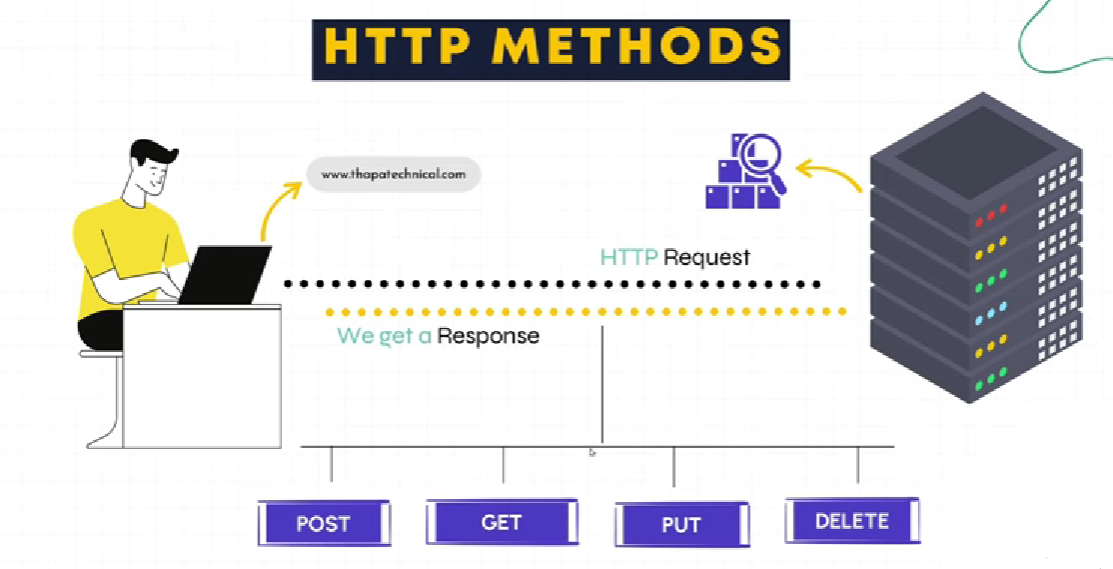 HTTP METHODS
www.thapatechnical.com
HTTP Request
We get a Response
POST
GET
PUT
DELETE